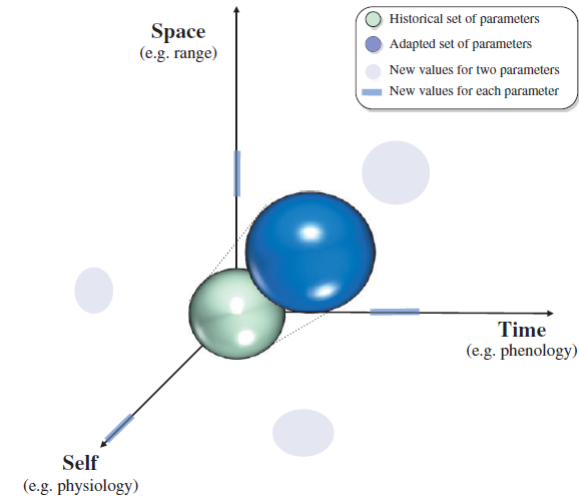 Space
(e.g. range)
Historical set of parameters
Adapted set of parameters
New values for two parameters
New values for each parameter
Time
(e.g. phenology)
Self
(e.g. physiology)